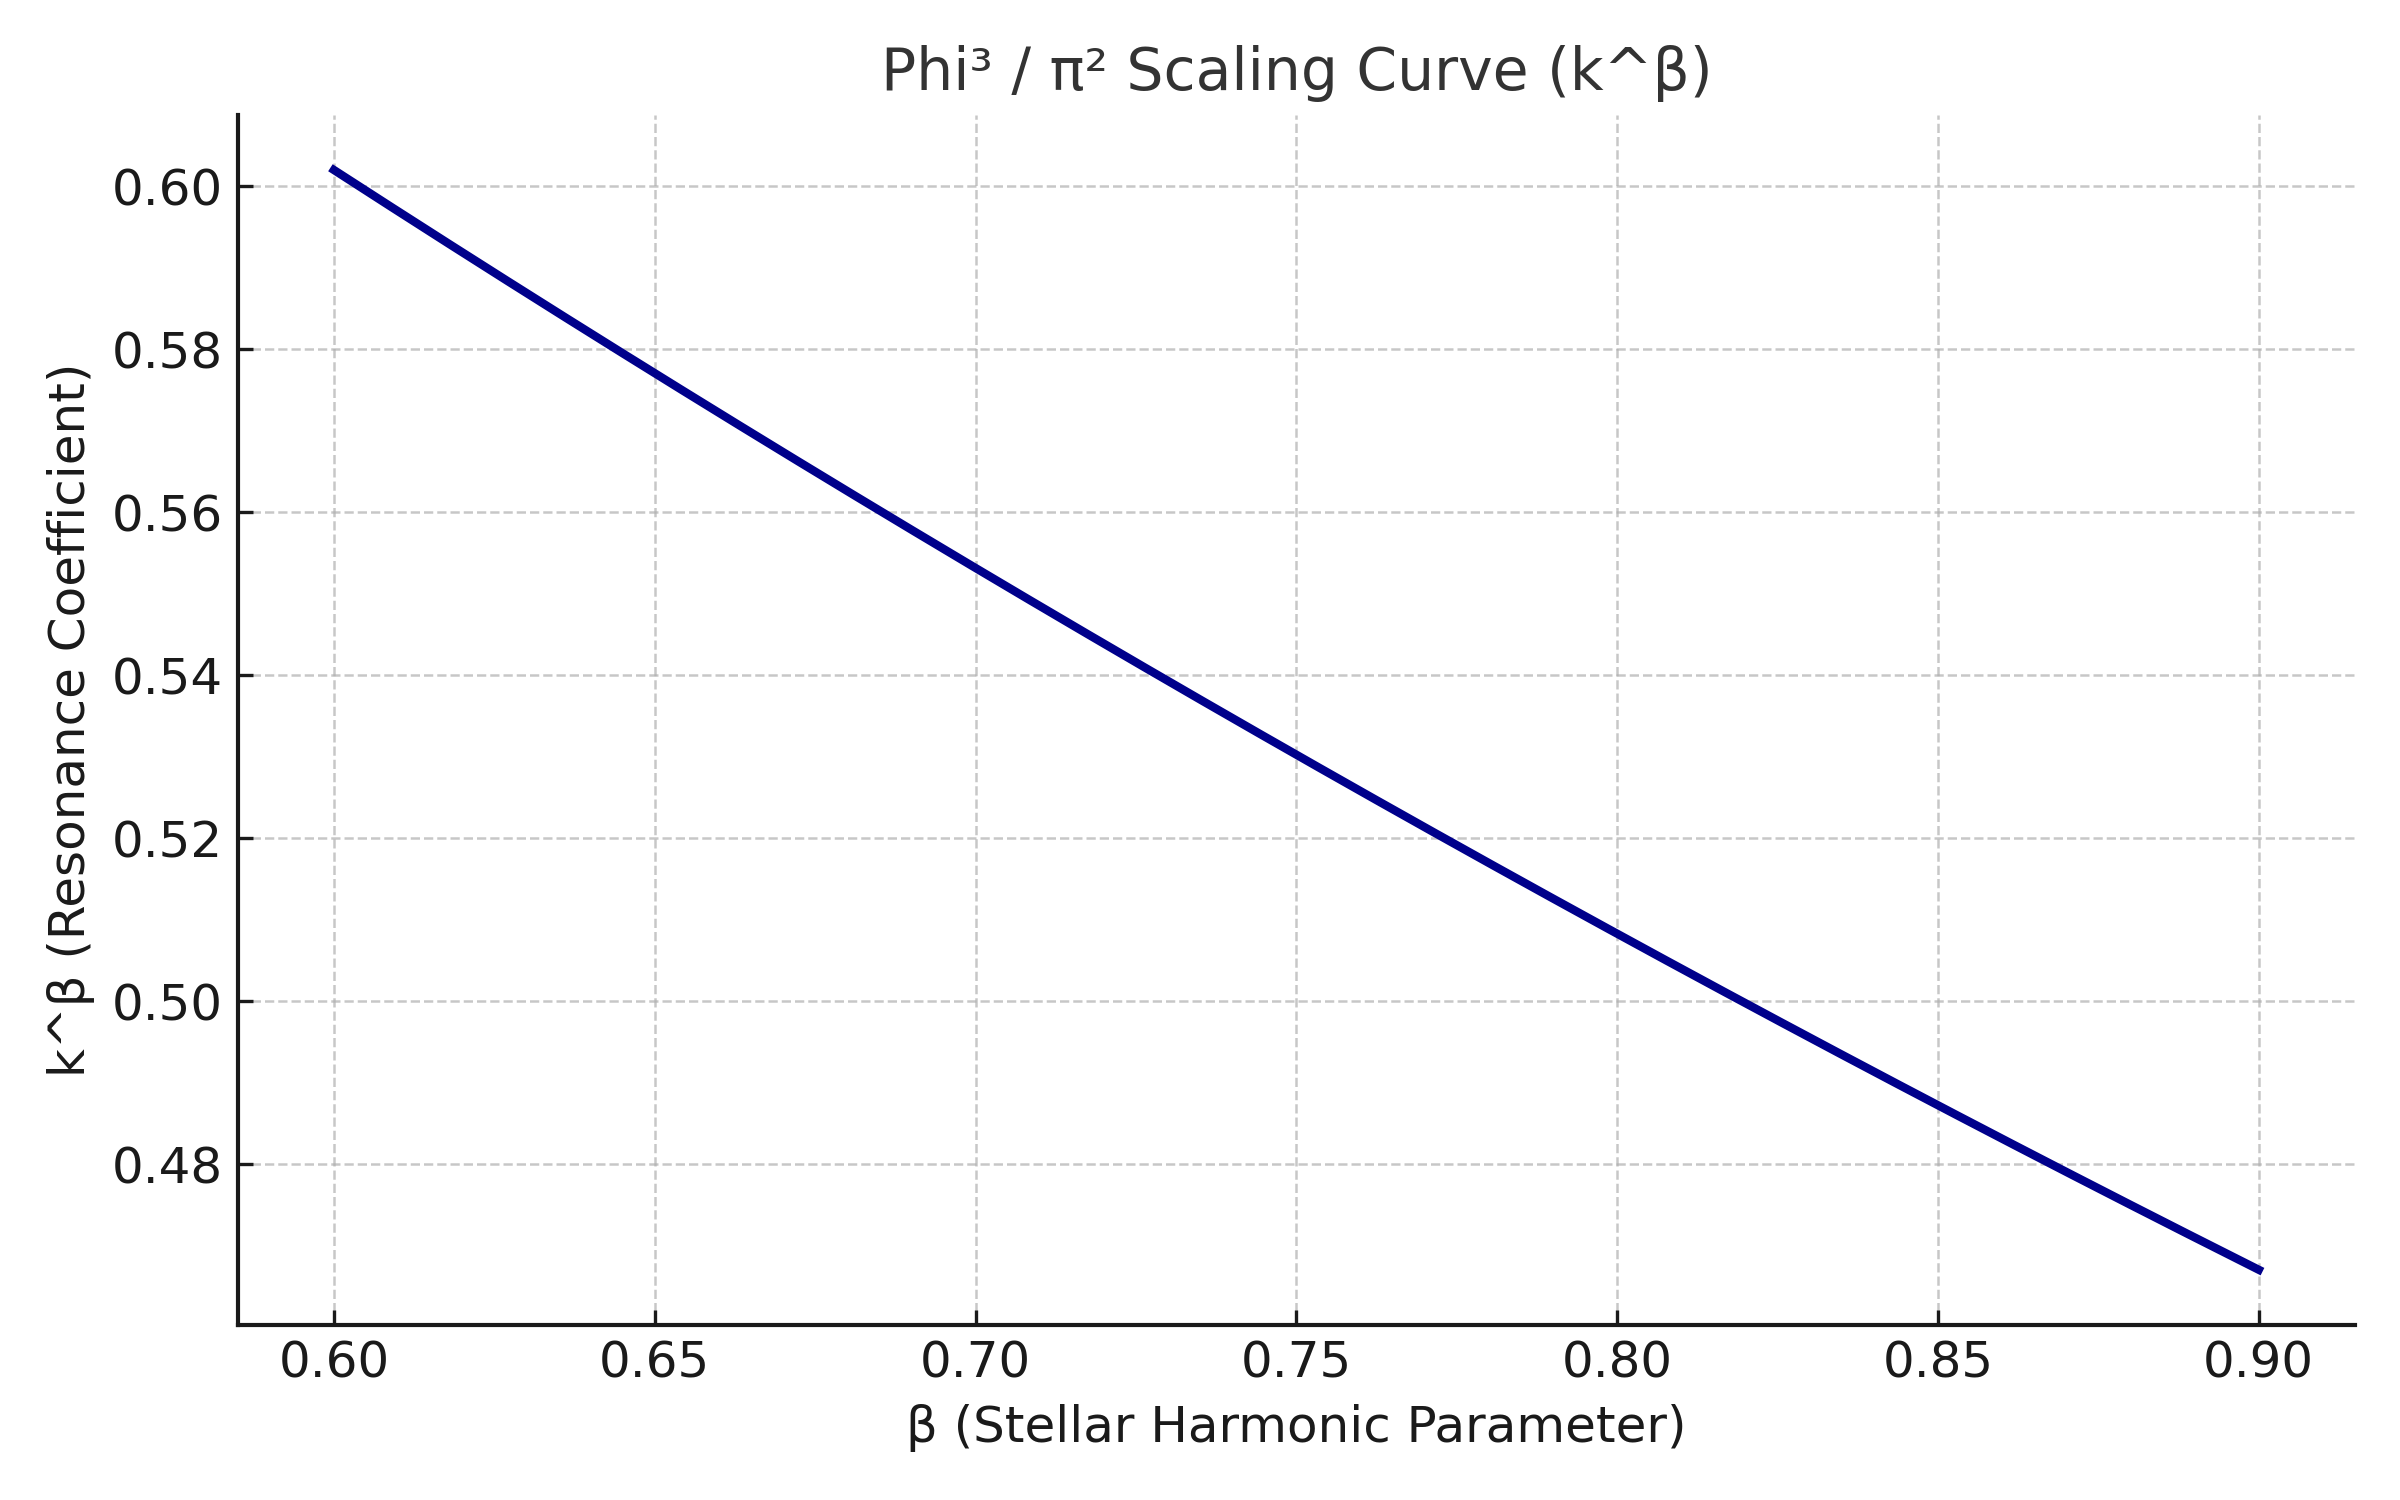 Phi³ / π² Scaling Curve (k^β)
k^β (Resonance Coefficient)
0.60
0.58
0.56
0.54
0.52
0.50
0.48
0.60 0.65 0.70 0.75 0.80 0.85 0.90
β (Stellar Harmonic Parameter)